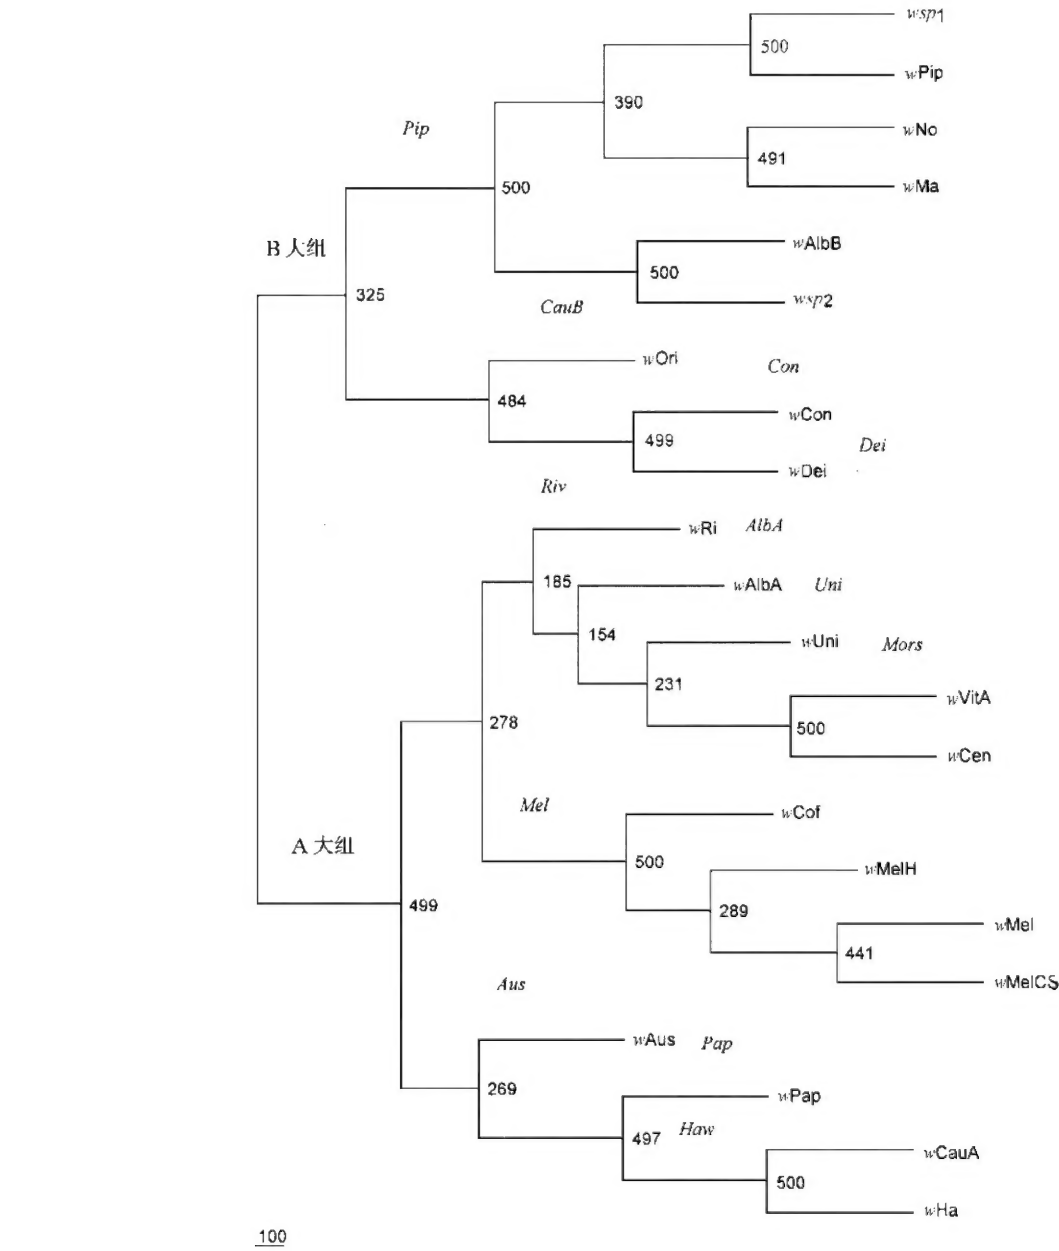 wsp1
500
wPip
390
Pip
wNo
491
wMa
500
B 大组
wAlbB
500
wsp2
325
CauB
wOri
Con
484
wCon
499
Dei
wDei
Riv
wRi
AlbA
185
wAlbA
Uni
154
wUni
Mors
231
wVitA
500
wCen
278
Mel
wCof
A 大组
500
wMelH
289
499
wMel
441
wMelCS
Aus
wAus
Pap
269
wPap
497
Haw
wCauA
500
wHa
100